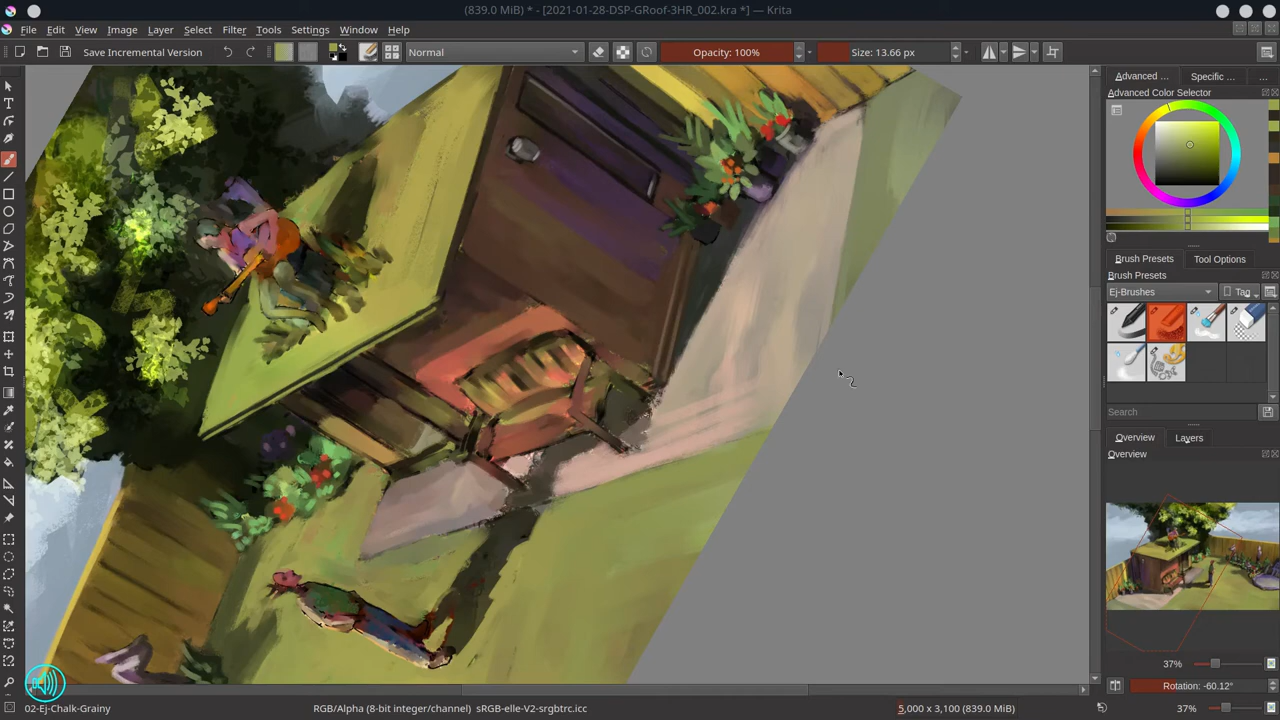 (839.0 MiB) * - [2021-01-28-DSP-GRoof-3HR_002.kra *] — Krita
File Edit View Image Layer Select Filter Tools Settings Window Help
Save Incremental Version Normal Opacity: 100% Size: 13.66 px
Advanced ... Specific ... ...
Advanced Color Selector
Brush Presets Tool Options
Brush Presets
Ej-Brushes Tag
Search
Overview Layers
Overview
37%
Rotation: -60.12°
02-Ej-Chalk-Grainy RGB/Alpha (8-bit integer/channel) sRGB-elle-V2-srgbtrc.icc 5,000 x 3,100 (839.0 MiB) 37%